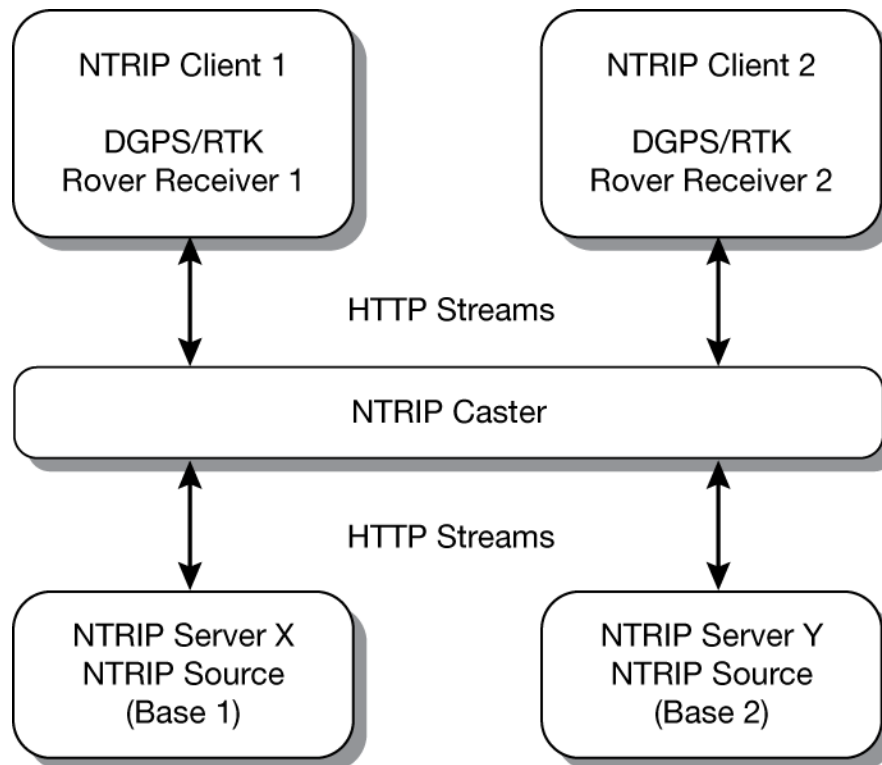 NTRIP Client 1
DGPS/RTK
Rover Receiver 1
NTRIP Client 2
DGPS/RTK
Rover Receiver 2
HTTP Streams
NTRIP Caster
HTTP Streams
NTRIP Server X
NTRIP Source
(Base 1)
NTRIP Server Y
NTRIP Source
(Base 2)